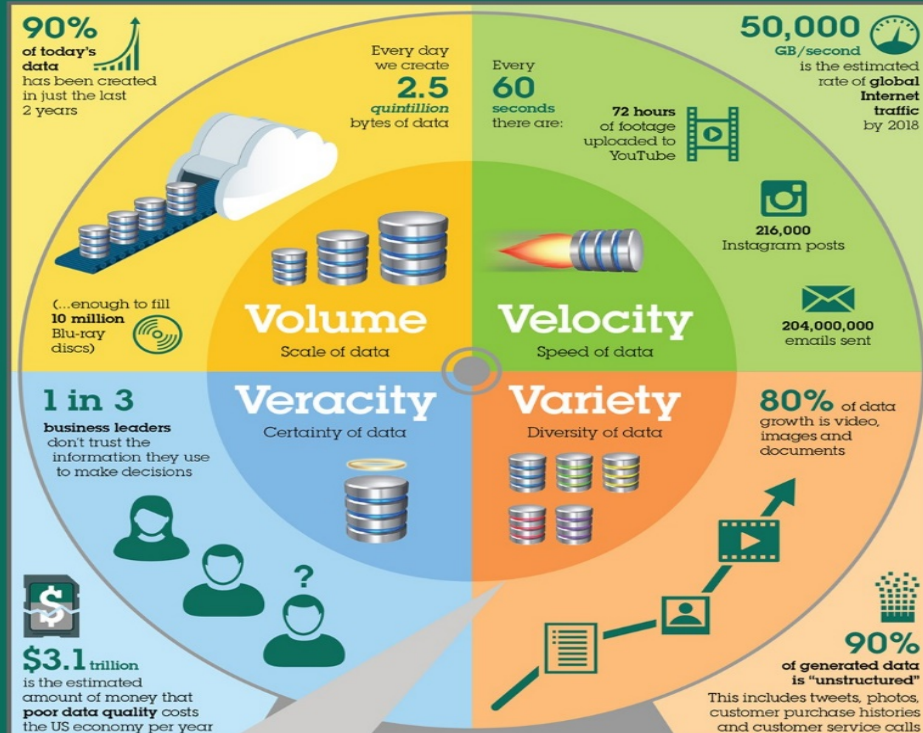 90%
of today's
data
has been created
in just the last
2 years
Every day
we create
2.5
quintillion
bytes of data
(...enough to fill
10 million
Blu-ray
discs)
Volume
Scale of data
Every
60
seconds
there are:
72 hours
of footage
uploaded to
YouTube
50,000
GB/second
is the estimated
rate of global
Internet
traffic
by 2018
216,000
Instagram posts
204,000,000
emails sent
Velocity
Speed of data
1 in 3
business leaders
don't trust the
information they use
to make decisions
Veracity
Certainty of data
?
$
$3.1 trillion
is the estimated
amount of money that
poor data quality costs
the US economy per year
Variety
Diversity of data
80% of data
growth is video,
images and
documents
90%
of generated data
is "unstructured"
This includes tweets, photos,
customer purchase histories
and customer service calls